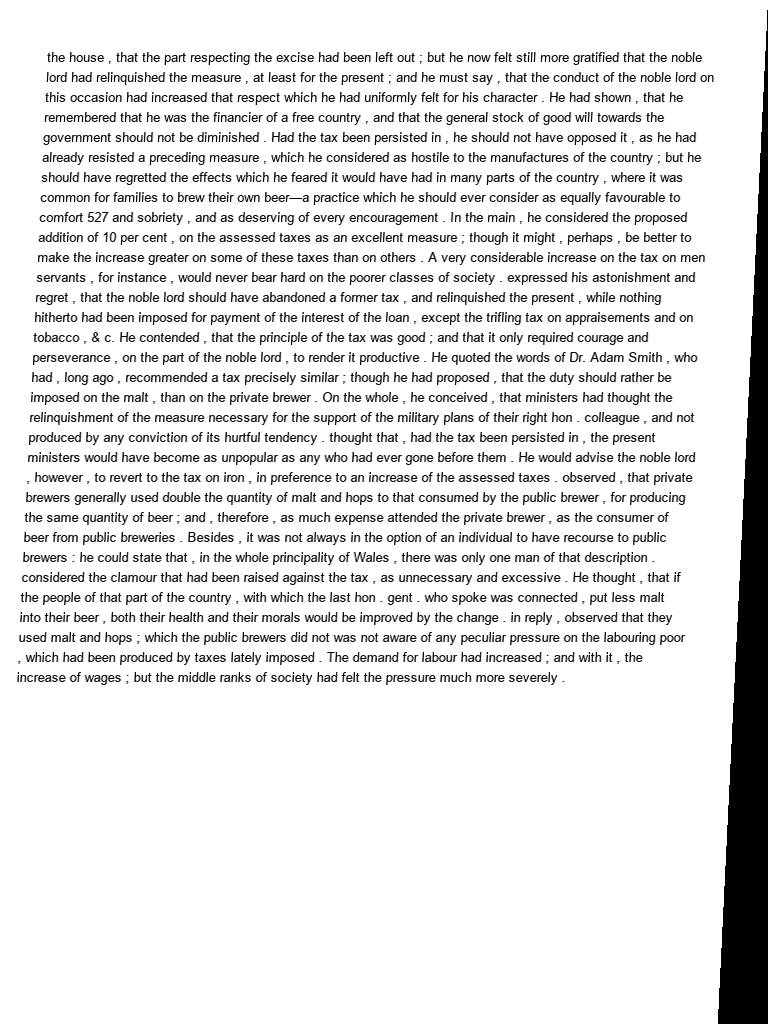 the house , that the part respecting the excise had been left out ; but he now felt still more gratified that the noble
lord had relinquished the measure , at least for the present ; and he must say , that the conduct of the noble lord on
this occasion had increased that respect which he had uniformly felt for his character . He had shown , that he
remembered that he was the financier of a free country , and that the general stock of good will towards the
government should not be diminished . Had the tax been persisted in , he should not have opposed it , as he had
already resisted a preceding measure , which he considered as hostile to the manufactures of the country ; but he
should have regretted the effects which he feared it would have had in many parts of the country , where it was
common for families to brew their own beer—a practice which he should ever consider as equally favourable to
comfort 527 and sobriety , and as deserving of every encouragement . In the main , he considered the proposed
addition of 10 per cent , on the assessed taxes as an excellent measure ; though it might , perhaps , be better to
make the increase greater on some of these taxes than on others . A very considerable increase on the tax on men
servants , for instance , would never bear hard on the poorer classes of society . expressed his astonishment and
regret , that the noble lord should have abandoned a former tax , and relinquished the present , while nothing
hitherto had been imposed for payment of the interest of the loan , except the trifling tax on appraisements and on
tobacco , & c. He contended , that the principle of the tax was good ; and that it only required courage and
perseverance , on the part of the noble lord , to render it productive . He quoted the words of Dr. Adam Smith , who
had , long ago , recommended a tax precisely similar ; though he had proposed , that the duty should rather be
imposed on the malt , than on the private brewer . On the whole , he conceived , that ministers had thought the
relinquishment of the measure necessary for the support of the military plans of their right hon . colleague , and not
produced by any conviction of its hurtful tendency . thought that , had the tax been persisted in , the present
ministers would have become as unpopular as any who had ever gone before them . He would advise the noble lord
, however , to revert to the tax on iron , in preference to an increase of the assessed taxes . observed , that private
brewers generally used double the quantity of malt and hops to that consumed by the public brewer , for producing
the same quantity of beer ; and , therefore , as much expense attended the private brewer , as the consumer of
beer from public breweries . Besides , it was not always in the option of an individual to have recourse to public
brewers : he could state that , in the whole principality of Wales , there was only one man of that description .
considered the clamour that had been raised against the tax , as unnecessary and excessive . He thought , that if
the people of that part of the country , with which the last hon . gent . who spoke was connected , put less malt
into their beer , both their health and their morals would be improved by the change . in reply , observed that they
used malt and hops ; which the public brewers did not was not aware of any peculiar pressure on the labouring poor
, which had been produced by taxes lately imposed . The demand for labour had increased ; and with it , the
increase of wages ; but the middle ranks of society had felt the pressure much more severely .